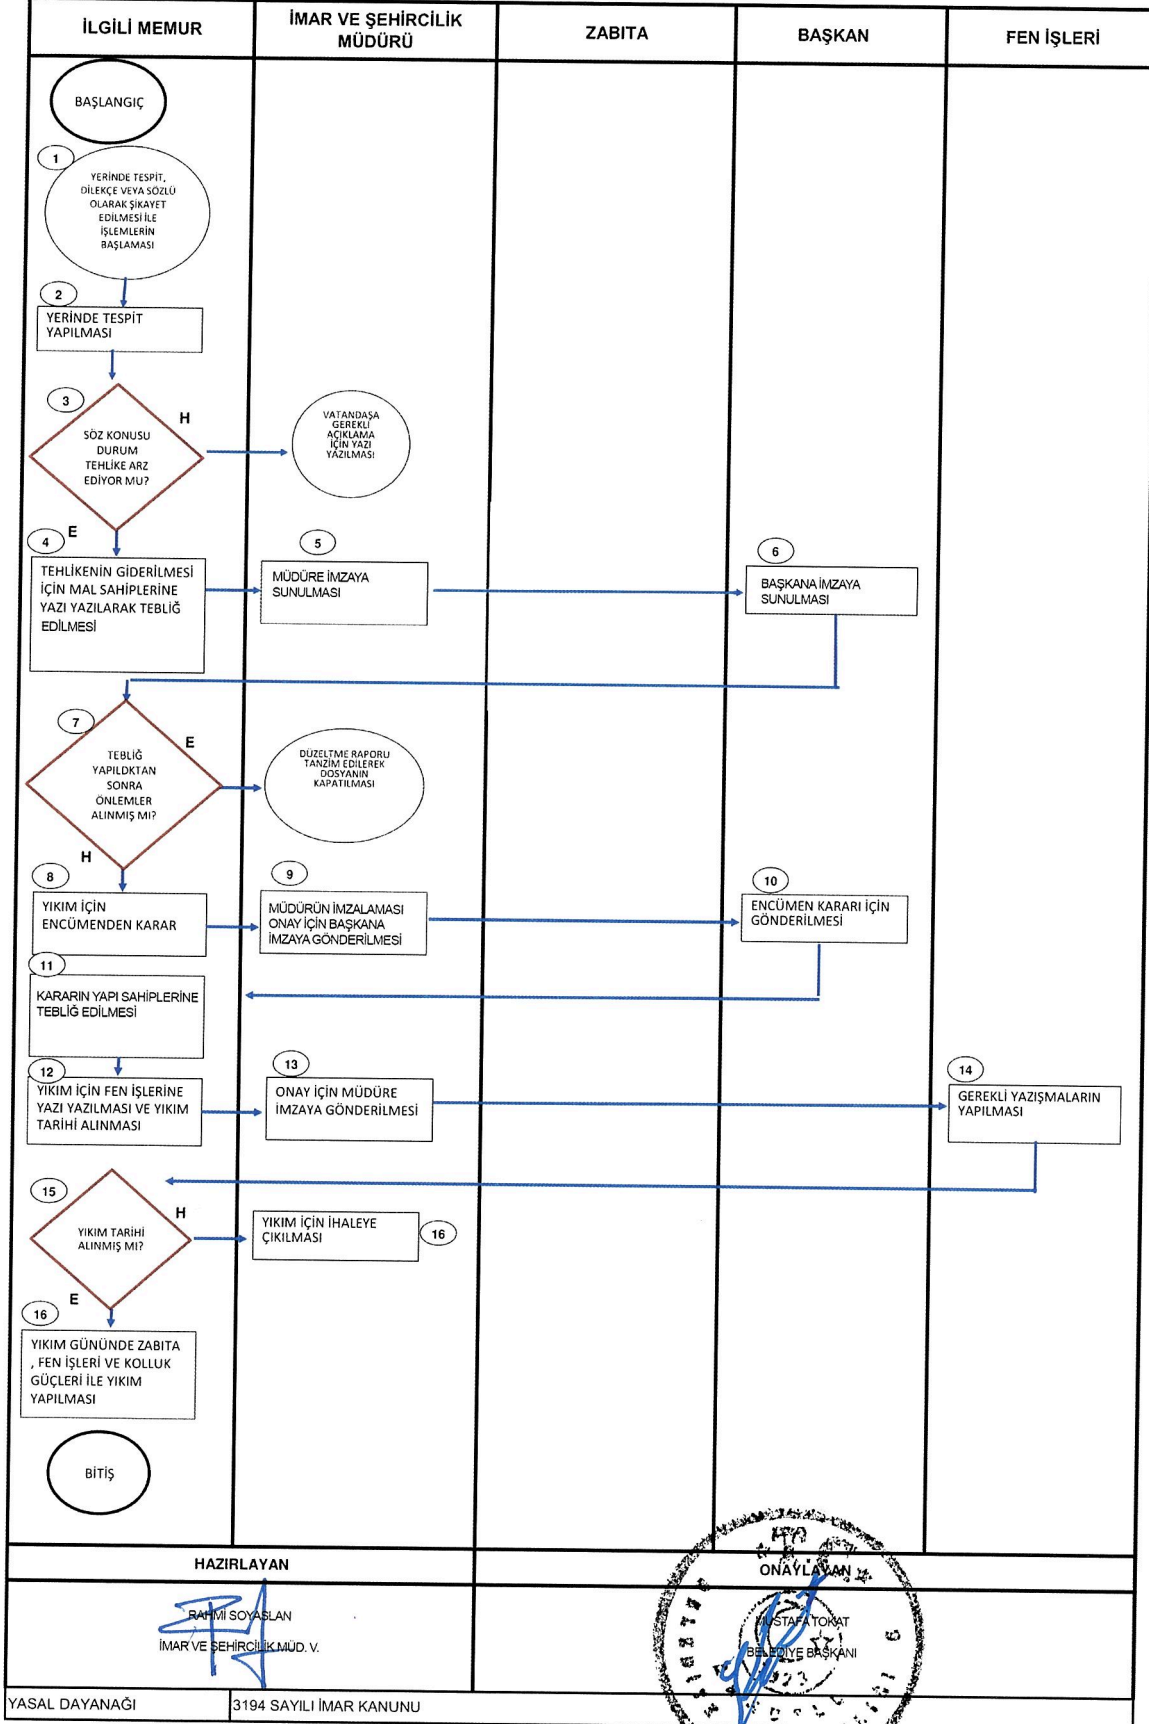 İLGİLİ MEMUR
İMAR VE ŞEHİRCİLİK
MÜDÜRÜ
ZABITA
BAŞKAN
FEN İŞLERİ
BAŞLANGIÇ
1
YERİNDE TESPİT,
DİLEKÇE VEYA SÖZLÜ
OLARAK ŞİKAYET
EDİLMESİ İLE
İŞLEMLERİN
BAŞLAMASI
2
YERİNDE TESPİT
YAPILMASI
3
H
SÖZ KONUSU
DURUM
TEHLİKE ARZ
EDİYOR MU?
VATANDAŞA
GEREKLİ
AÇIKLAMA
İÇİN YAZI
YAZILMASI
E
4
TEHLİKENİN GİDERİLMESİ
İÇİN MAL SAHİPLERİNE
YAZI YAZILARAK TEBLİĞ
EDİLMESİ
5
MÜDÜRE İMZAYA
SUNULMASI
6
BAŞKANA İMZAYA
SUNULMASI
7
E
TEBLİĞ
YAPILDKTAN
SONRA
ÖNLEMLER
ALINMIŞ MI?
DÜZELTME RAPORU
TANZİM EDİLEREK
DOSYANIN
KAPATILMASI
H
8
YIKIM İÇİN
ENCÜMENDEN KARAR
9
MÜDÜRÜN İMZALAMASI
ONAY İÇİN BAŞKANA
İMZAYA GÖNDERİLMESİ
10
ENCÜMEN KARARI İÇİN
GÖNDERİLMESİ
11
KARARIN YAPI SAHİPLERİNE
TEBLİĞ EDİLMESİ
12
YIKIM İÇİN FEN İŞLERİNE
YAZI YAZILMASI VE YIKIM
TARİHİ ALINMASI
13
ONAY İÇİN MÜDÜRE
İMZAYA GÖNDERİLMESİ
14
GEREKLİ YAZIŞMALARIN
YAPILMASI
15
H
YIKIM TARİHİ
ALINMIŞ MI?
YIKIM İÇİN İHALEYE
ÇIKILMASI
16
E
16
YIKIM GÜNÜNDE ZABITA
, FEN İŞLERİ VE KOLLUK
GÜÇLERİ İLE YIKIM
YAPILMASI
BİTİŞ
HAZIRLAYAN
ONAYLAYAN
RAHMİ SOYASLAN
İMAR VE ŞEHİRCİLİK MÜD. V.
MUSTAFA TOKAT
BELEDİYE BAŞKANI
YASAL DAYANAĞI
3194 SAYILI İMAR KANUNU